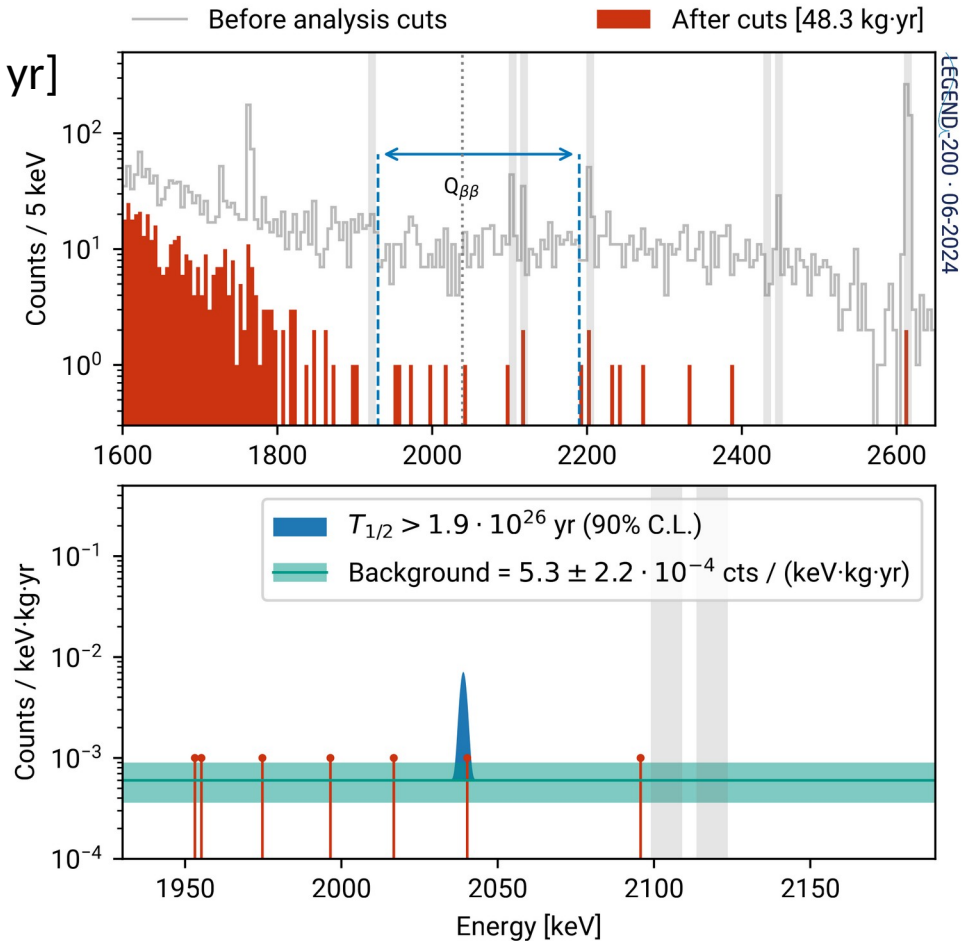 Before analysis cuts
After cuts [48.3 kg·yr]
yr]
LEGEND-200 · 06-2024
Counts / 5 keV
10²
10¹
10⁰
Qββ
1600 1800 2000 2200 2400 2600
T₁/₂ > 1.9 · 10²⁶ yr (90% C.L.)
Background = 5.3 ± 2.2 · 10⁻⁴ cts / (keV·kg·yr)
Counts / keV·kg·yr
10⁻¹
10⁻²
10⁻³
10⁻⁴
1950 2000 2050 2100 2150
Energy [keV]